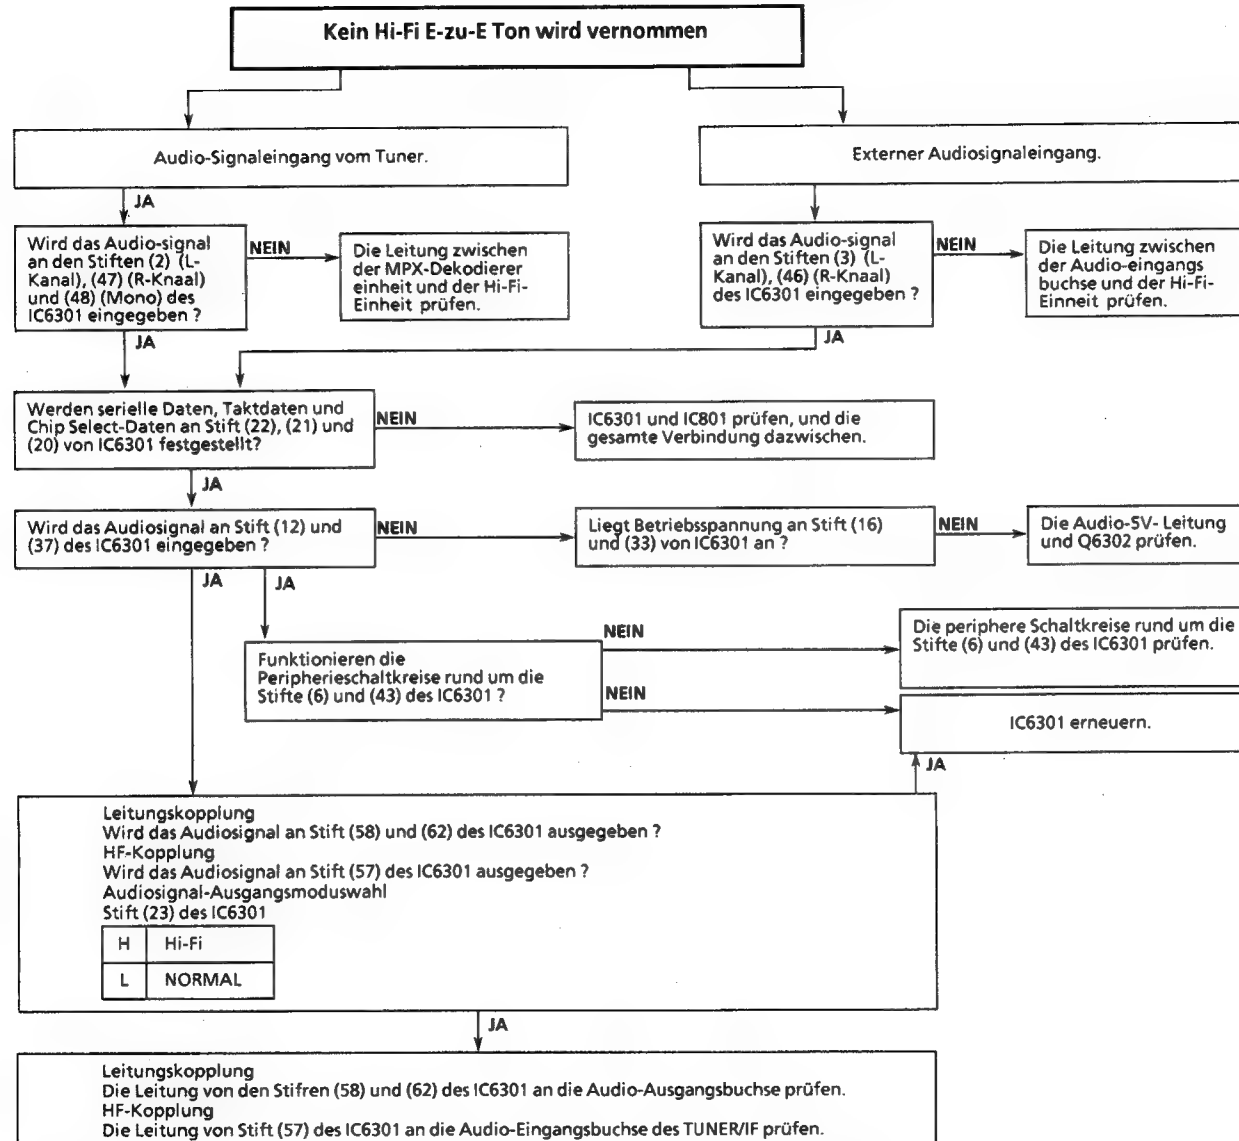 Kein Hi-Fi E-zu-E Ton wird vernommen
Audio-Signaleingang vom Tuner.
Externer Audiosignaleingang.
JA
Wird das Audio-signal
an den Stiften (2) (L-
Kanal), (47) (R-Knaal)
und (48) (Mono) des
IC6301 eingegeben ?
NEIN
Die Leitung zwischen
der MPX-Dekodierer
einheit und der Hi-Fi-
Einheit prüfen.
Wird das Audio-signal
an den Stiften (3) (L-
Kanal), (46) (R-Knaal)
des IC6301 eingegeben ?
NEIN
Die Leitung zwischen
der Audio-eingangs
buchse und der Hi-Fi-
Einneit prüfen.
JA
JA
Werden serielle Daten, Taktdaten und
Chip Select-Daten an Stift (22), (21) und
(20) von IC6301 festgestellt?
NEIN
IC6301 und IC801 prüfen, und die
gesamte Verbindung dazwischen.
JA
Wird das Audiosignal an Stift (12) und
(37) des IC6301 eingegeben ?
NEIN
Liegt Betriebsspannung an Stift (16)
und (33) von IC6301 an ?
NEIN
Die Audio-5V- Leitung
und Q6302 prüfen.
JA
JA
Funktionieren die
Peripherieschaltkreise rund um die
Stifte (6) und (43) des IC6301 ?
NEIN
Die periphere Schaltkreise rund um die
Stifte (6) und (43) des IC6301 prüfen.
NEIN
IC6301 erneuern.
JA
Leitungskopplung
Wird das Audiosignal an Stift (58) und (62) des IC6301 ausgegeben ?
HF-Kopplung
Wird das Audiosignal an Stift (57) des IC6301 ausgegeben ?
Audiosignal-Ausgangsmoduswahl
Stift (23) des IC6301
H Hi-Fi
L NORMAL
JA
Leitungskopplung
Die Leitung von den Stifren (58) und (62) des IC6301 an die Audio-Ausgangsbuchse prüfen.
HF-Kopplung
Die Leitung von Stift (57) des IC6301 an die Audio-Eingangsbuchse des TUNER/IF prüfen.